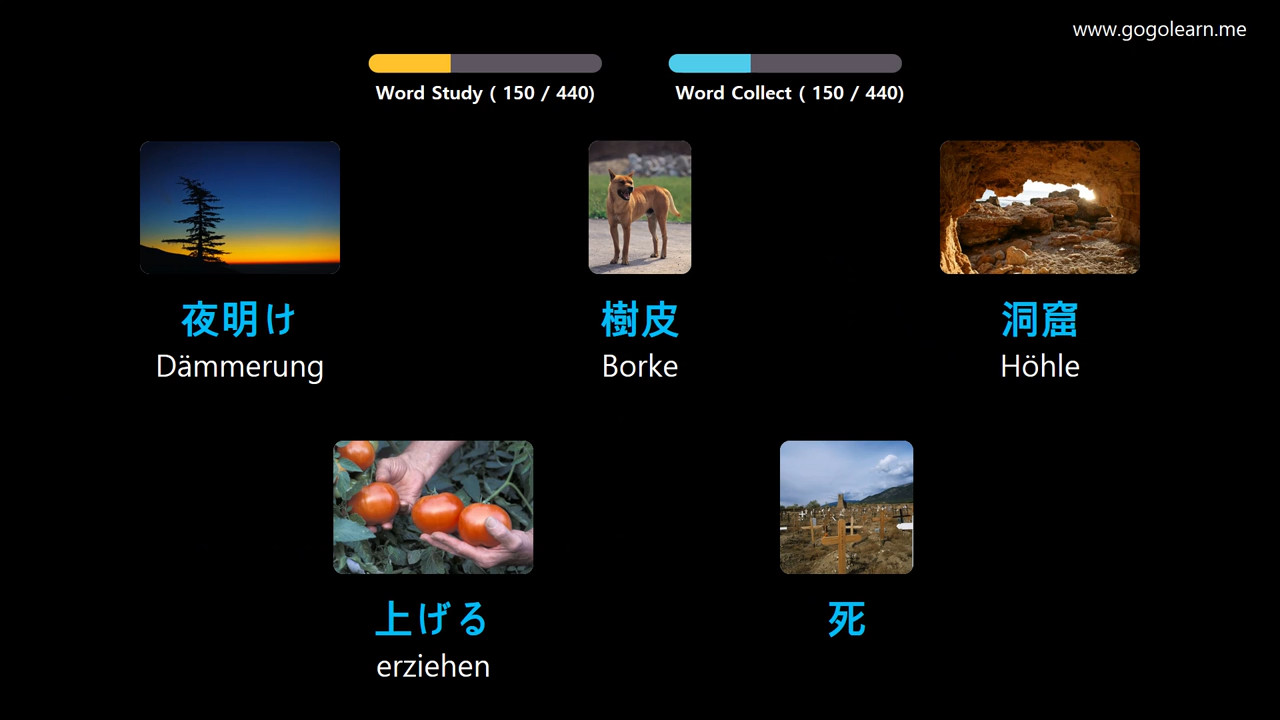 www.gogolearn.me
Word Study ( 150 / 440)
Word Collect ( 150 / 440)
夜明け
Dämmerung
樹皮
Borke
洞窟
Höhle
上げる
erziehen
死